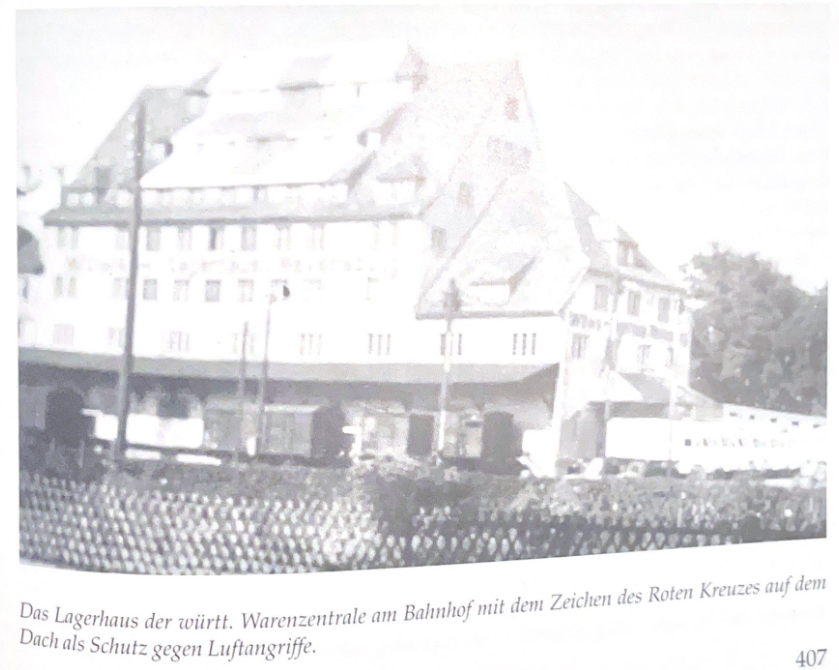 Das Lagerhaus der württ. Warenzentrale am Bahnhof mit dem Zeichen des Roten Kreuzes auf dem
Dach als Schutz gegen Luftangriffe.
407